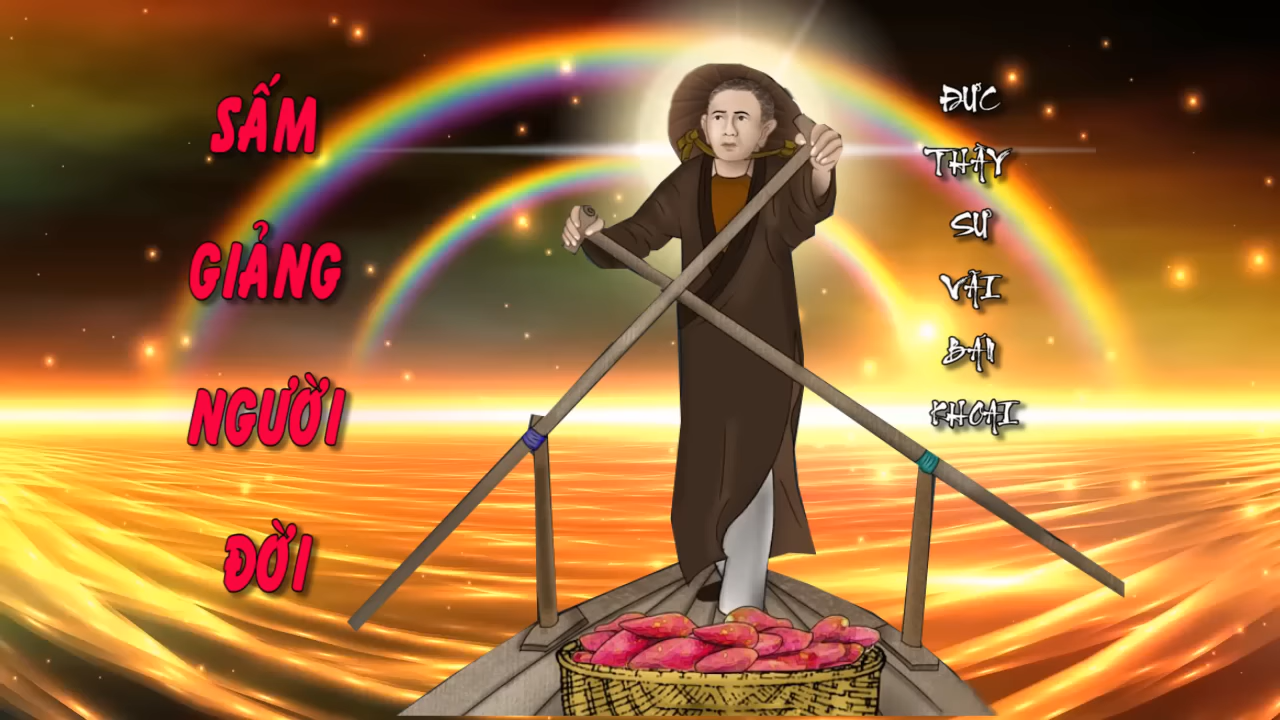 SẤM
GIẢNG
NGƯỜI
ĐỜI
ĐỨC
THẦY
SƯ
VÃI
BÁN
KHOAI